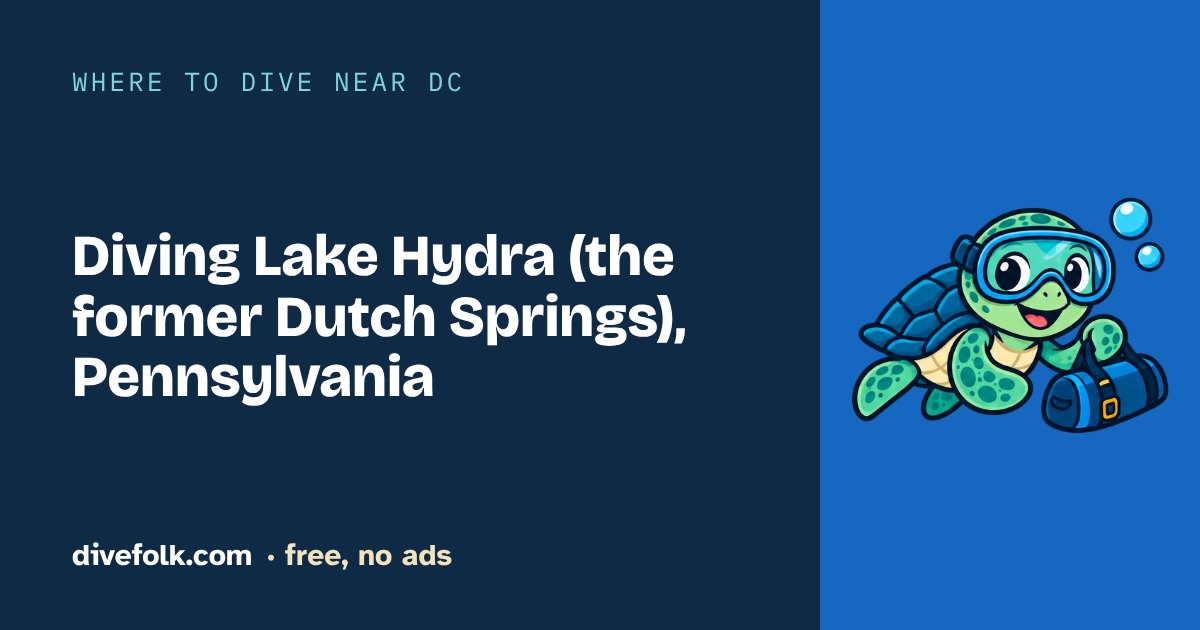 WHERE TO DIVE NEAR DC
Diving Lake Hydra (the
former Dutch Springs),
Pennsylvania
divefolk.com · free, no ads